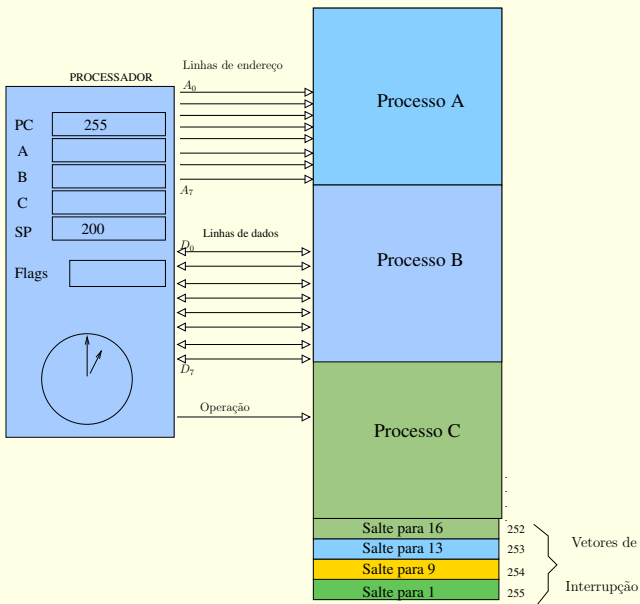 PROCESSADOR
PC 255
A
B
C
SP 200
Flags
Linhas de endereço
A0
A7
Linhas de dados
D0
D7
Operação
Processo A
Processo B
Processo C
Salte para 16 252
Salte para 13 253
Salte para 9 254
Salte para 1 255
Vetores de
Interrupção